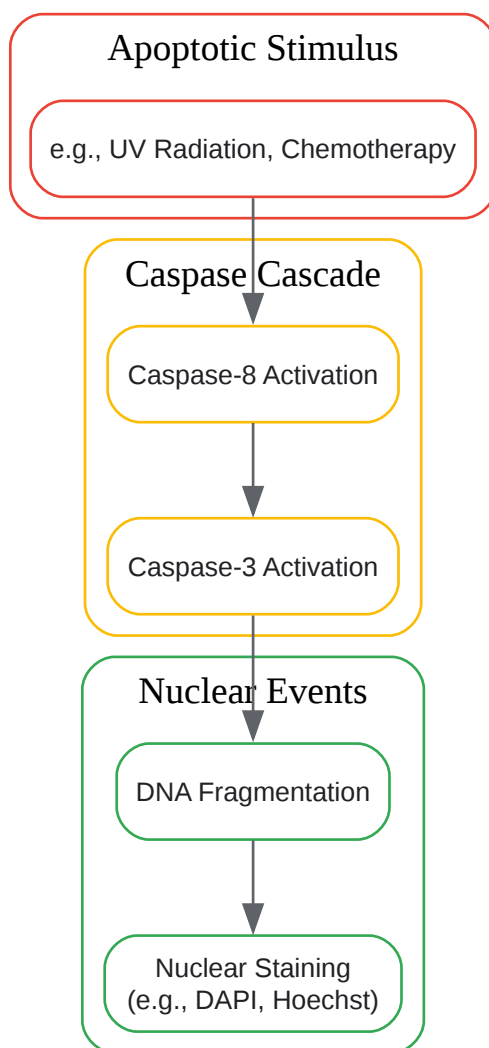 Apoptotic Stimulus
e.g., UV Radiation, Chemotherapy
Caspase Cascade
Caspase-8 Activation
Caspase-3 Activation
Nuclear Events
DNA Fragmentation
Nuclear Staining
(e.g., DAPI, Hoechst)